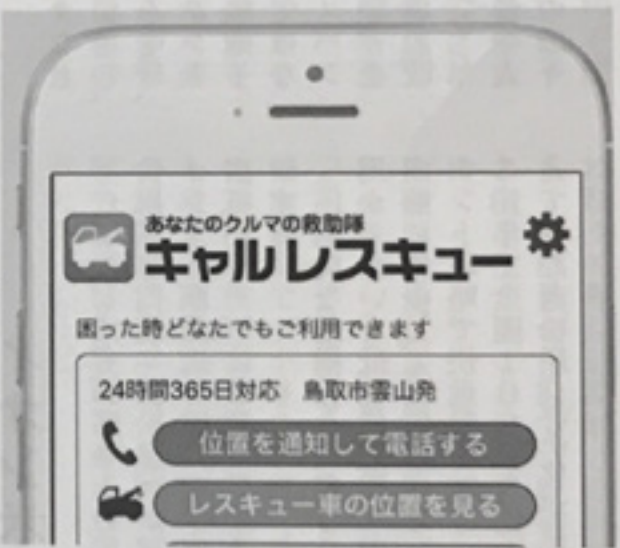 あなたのクルマの救助隊
キャルレスキュー
困った時どなたでもご利用できます
24時間365日対応　鳥取市雲山発
位置を通知して電話する
レスキュー車の位置を見る